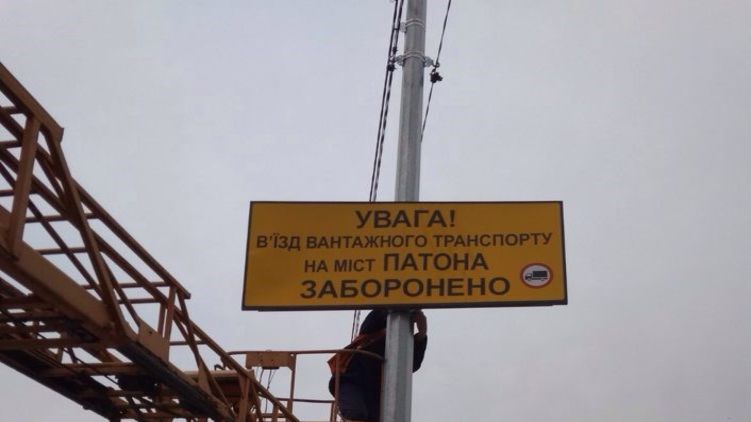 УВАГА!
В'ЇЗД ВАНТАЖНОГО ТРАНСПОРТУ
НА МІСТ ПАТОНА
ЗАБОРОНЕНО